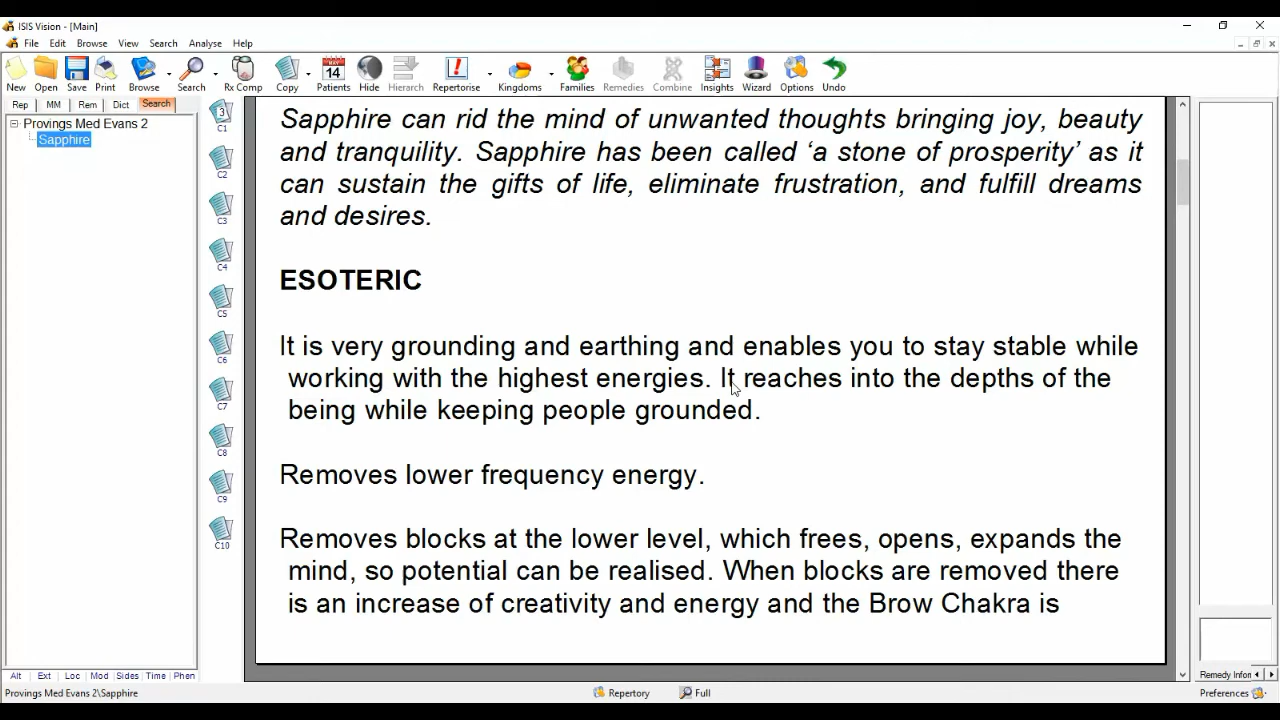 ISIS Vision - [Main]
File Edit Browse View Search Analyse Help
New Open Save Print Browse Search Rx Comp Copy Patients Hide Hierarch Repertorise Kingdoms Families Remedies Combine Insights Wizard Options Undo
MAY
14
Rep MM Rem Dict Search
Provings Med Evans 2
Sapphire
3
C1
C2
C3
C4
C5
C6
C7
C8
C9
C10
Sapphire can rid the mind of unwanted thoughts bringing joy, beauty
and tranquility. Sapphire has been called ‘a stone of prosperity’ as it
can sustain the gifts of life, eliminate frustration, and fulfill dreams
and desires.
ESOTERIC
It is very grounding and earthing and enables you to stay stable while
working with the highest energies. It reaches into the depths of the
being while keeping people grounded.
Removes lower frequency energy.
Removes blocks at the lower level, which frees, opens, expands the
mind, so potential can be realised. When blocks are removed there
is an increase of creativity and energy and the Brow Chakra is
Alt Ext Loc Mod Sides Time Phen
Remedy Infor
Provings Med Evans 2\Sapphire
Repertory Full
Preferences